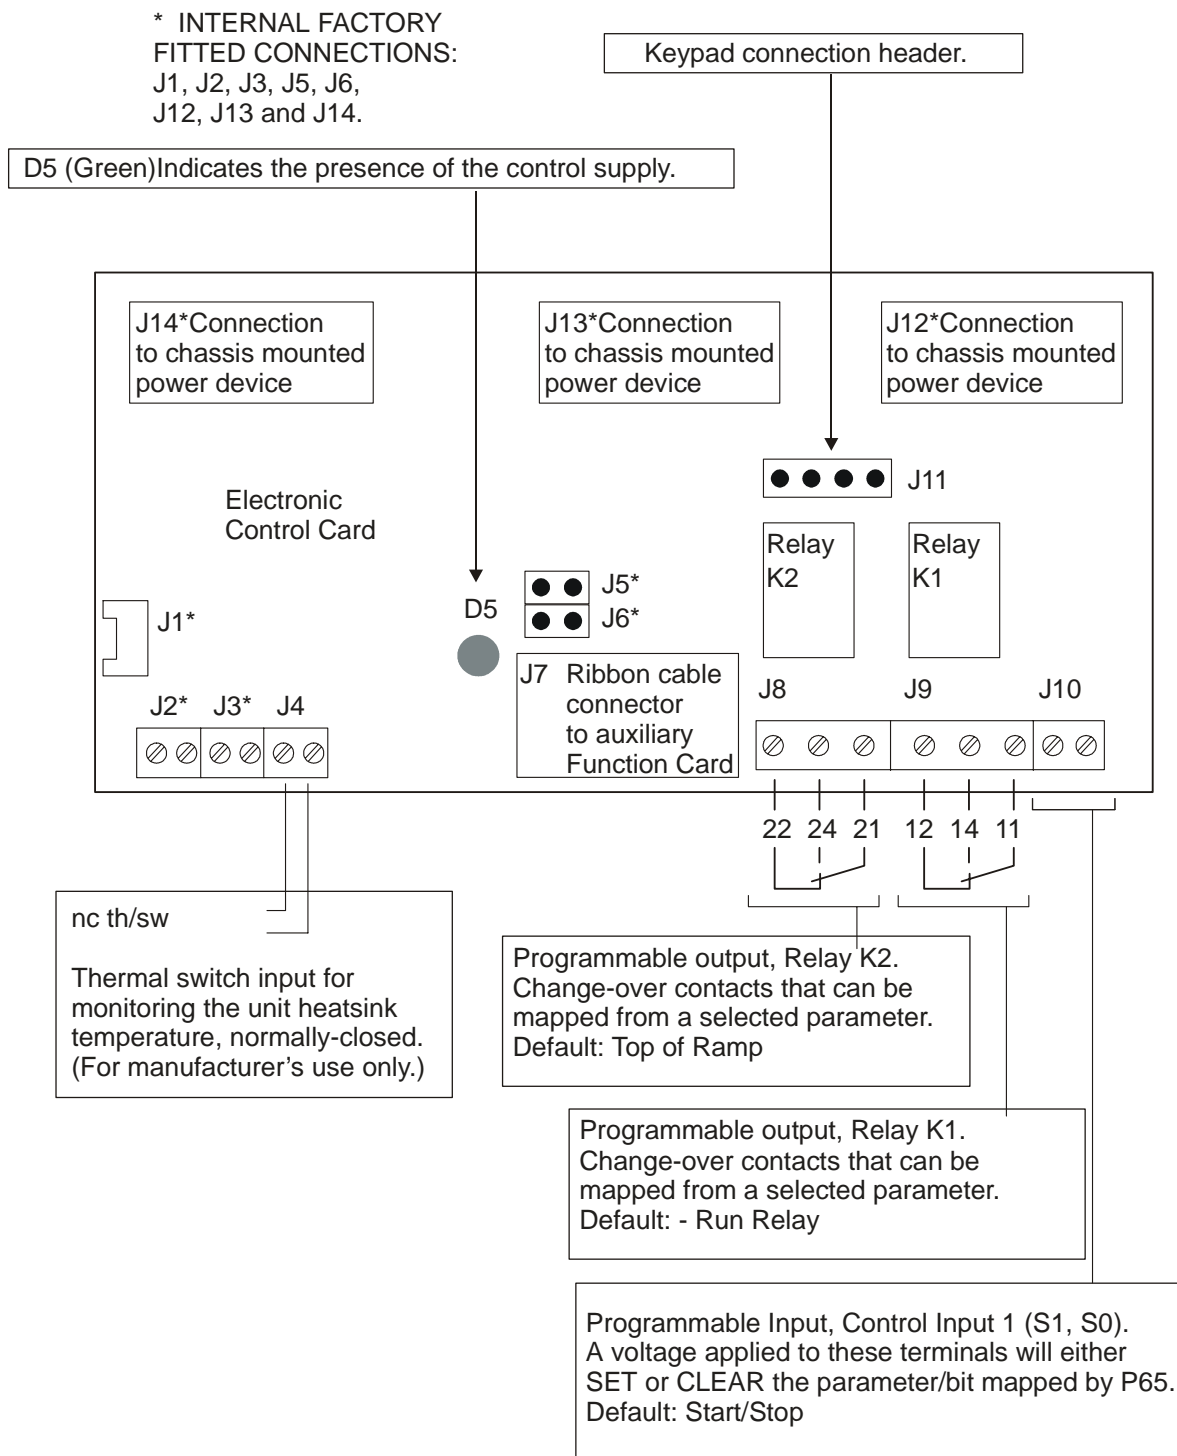 * INTERNAL FACTORY
FITTED CONNECTIONS:
J1, J2, J3, J5, J6,
J12, J13 and J14.
Keypad connection header.
D5 (Green)Indicates the presence of the control supply.
J14*Connection
to chassis mounted
power device
J13*Connection
to chassis mounted
power device
J12*Connection
to chassis mounted
power device
J11
Electronic
Control Card
Relay
K2
Relay
K1
J5*
J6*
D5
J1*
J7 Ribbon cable
connector
to auxiliary
Function Card
J2* J3* J4
J8 J9 J10
22 24 21 12 14 11
nc th/sw
Thermal switch input for
monitoring the unit heatsink
temperature, normally-closed.
(For manufacturer’s use only.)
Programmable output, Relay K2.
Change-over contacts that can be
mapped from a selected parameter.
Default: Top of Ramp
Programmable output, Relay K1.
Change-over contacts that can be
mapped from a selected parameter.
Default: - Run Relay
Programmable Input, Control Input 1 (S1, S0).
A voltage applied to these terminals will either
SET or CLEAR the parameter/bit mapped by P65.
Default: Start/Stop